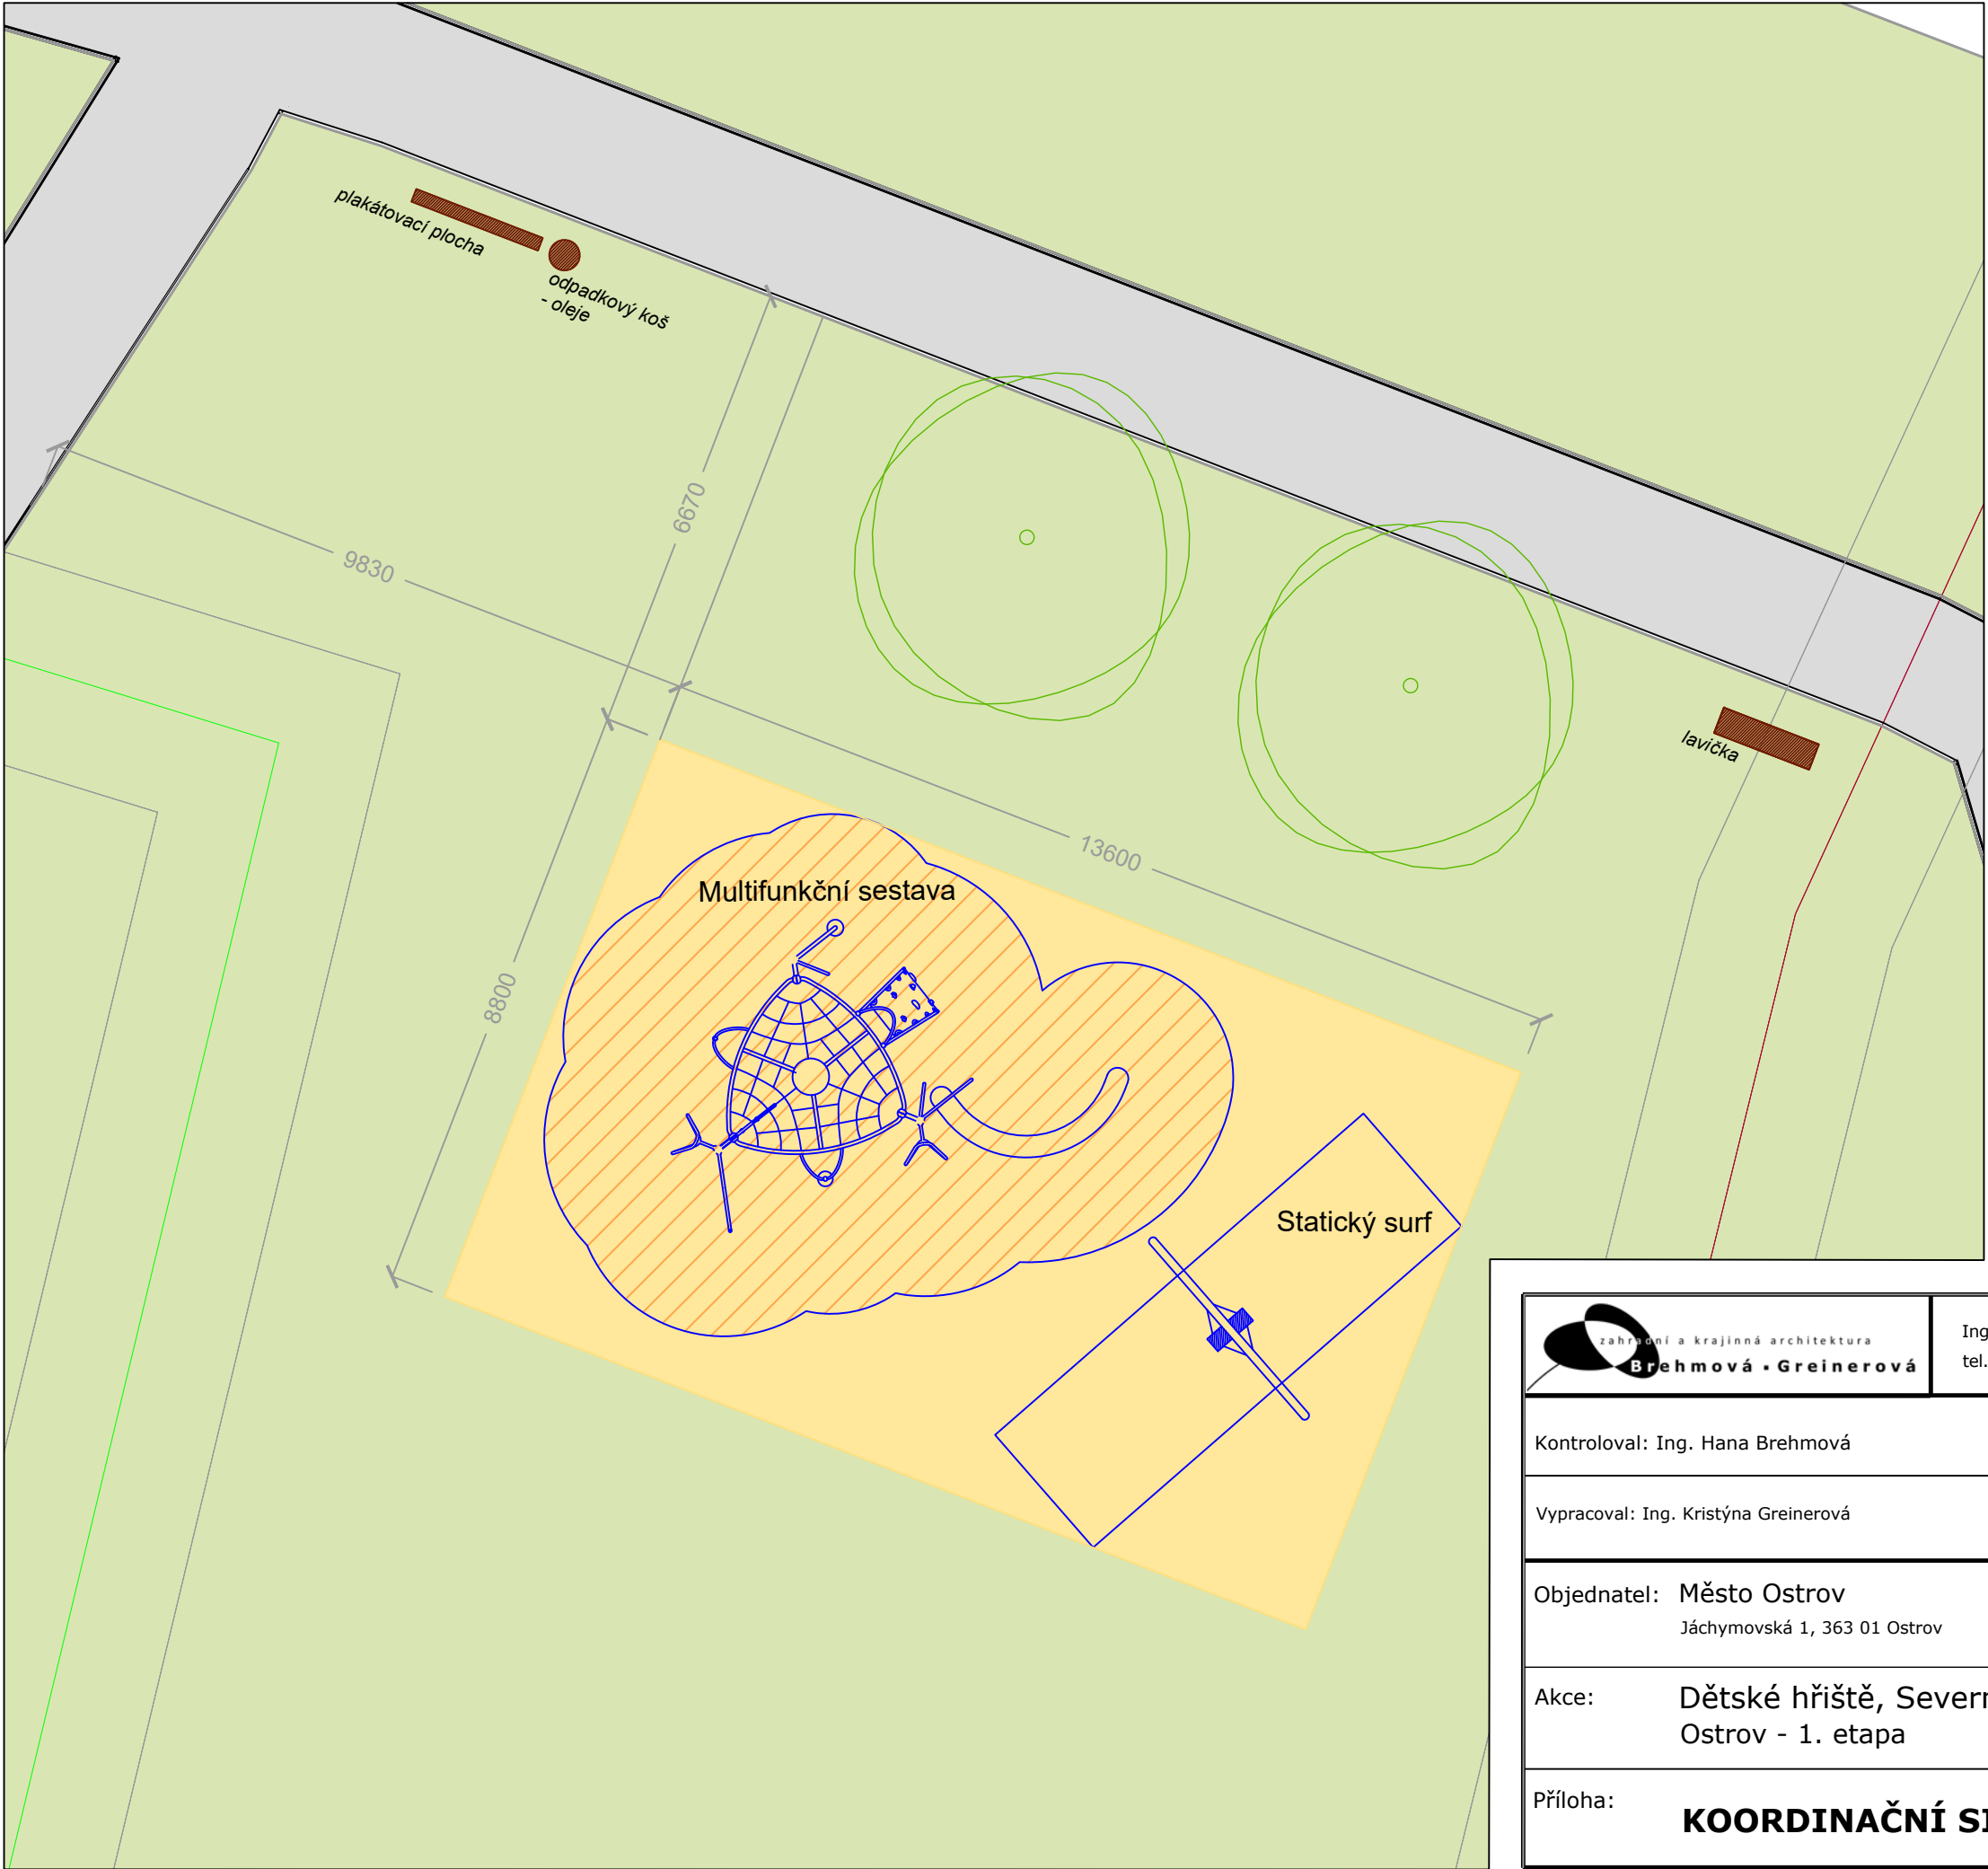 plakátovací plocha
odpadkový koš
- oleje
6670
9830
lavička
13600
Multifunkční sestava
8800
Statický surf
zahradní a krajinná architektura
Brehmová • Greinerová
Ing
tel.
Kontroloval: Ing. Hana Brehmová
Vypracoval: Ing. Kristýna Greinerová
Objednatel: Město Ostrov
Jáchymovská 1, 363 01 Ostrov
Akce: Dětské hřiště, Severn
Ostrov - 1. etapa
Příloha: KOORDINAČNÍ SI